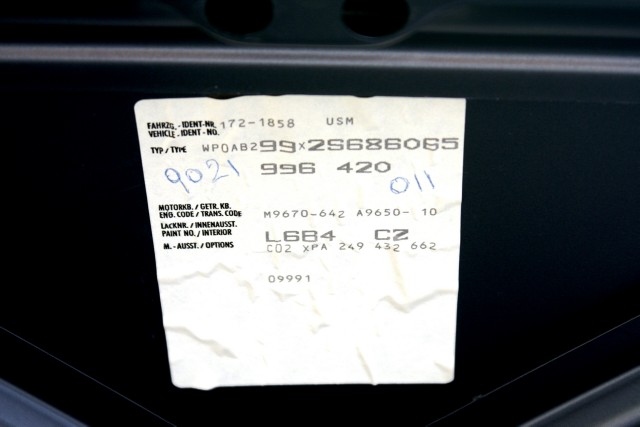 FAHRZG.-IDENT-NR. 172-1858 USM
VEHICLE-IDENT-NO.
TYP/TYPE WP0AB299X2S686065
9021 996 420 011
MOTORKB./GETR.KB.
ENG.CODE/TRANS.CODE M9670-642 A9650- 10
LACKNR./INNENAUSST.
PAINT NO./INTERIOR L6B4 CZ
M.-AUSST./OPTIONS C02 XPA 249 432 662
09991